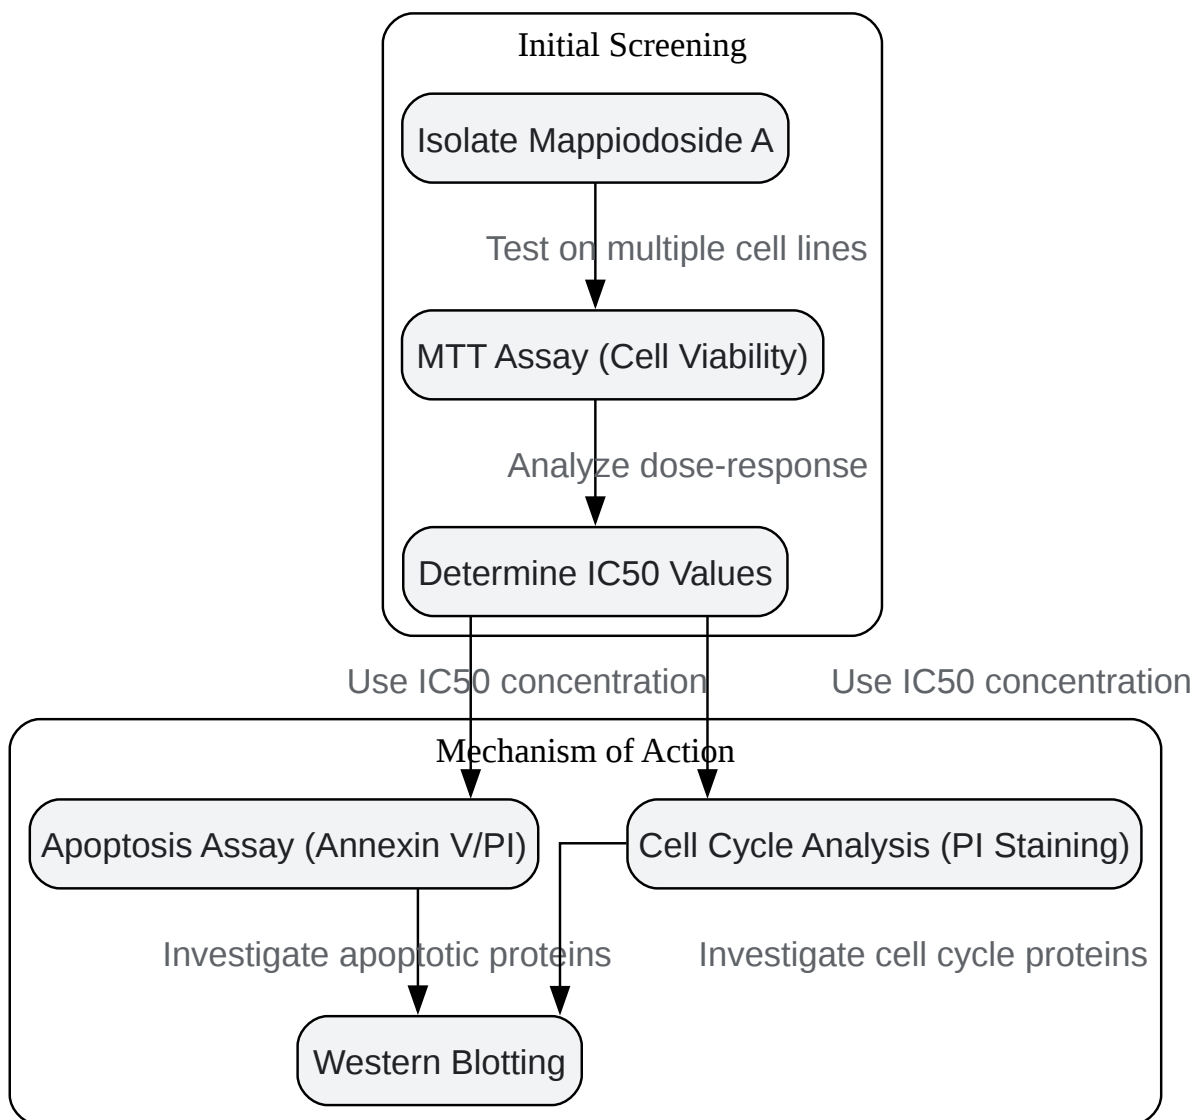 Initial Screening
Isolate Mappiodoside A
Test on multiple cell lines
MTT Assay (Cell Viability)
Analyze dose-response
Determine IC50 Values
Use IC50 concentration
Use IC50 concentration
Mechanism of Action
Apoptosis Assay (Annexin V/PI)
Cell Cycle Analysis (PI Staining)
Investigate apoptotic proteins
Investigate cell cycle proteins
Western Blotting